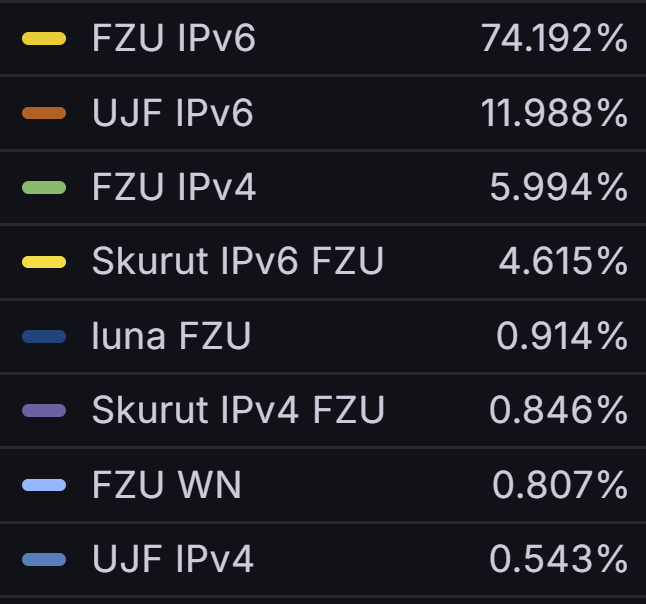 FZU IPv6 74.192%
UJF IPv6 11.988%
FZU IPv4 5.994%
Skurut IPv6 FZU 4.615%
luna FZU 0.914%
Skurut IPv4 FZU 0.846%
FZU WN 0.807%
UJF IPv4 0.543%